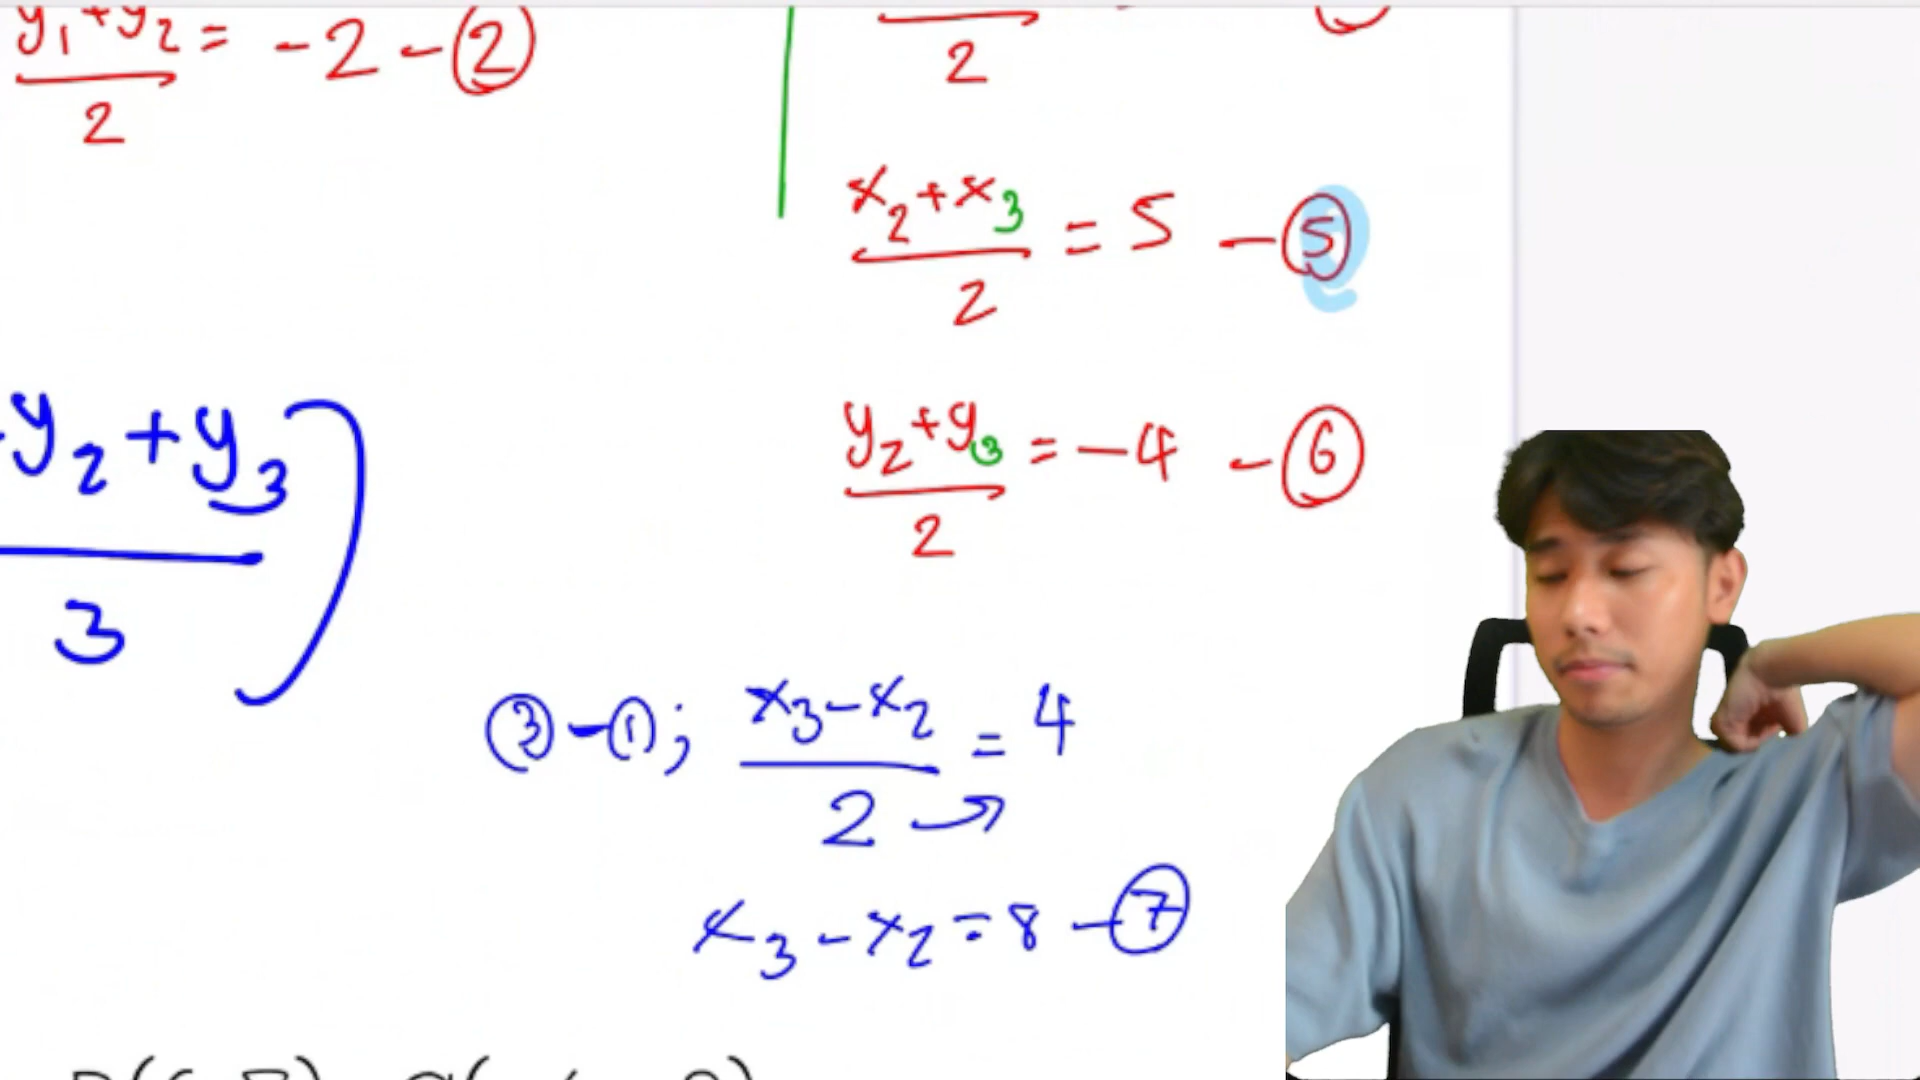 y₁+y₂/2 = -2 - ②
2
x₂+x₃/2 = 5 - ⑤
y₂+y₃/2 = -4 - ⑥
y₂+y₃)
3
③-①; x₃-x₂/2 = 4
x₃-x₂=8 - ⑦